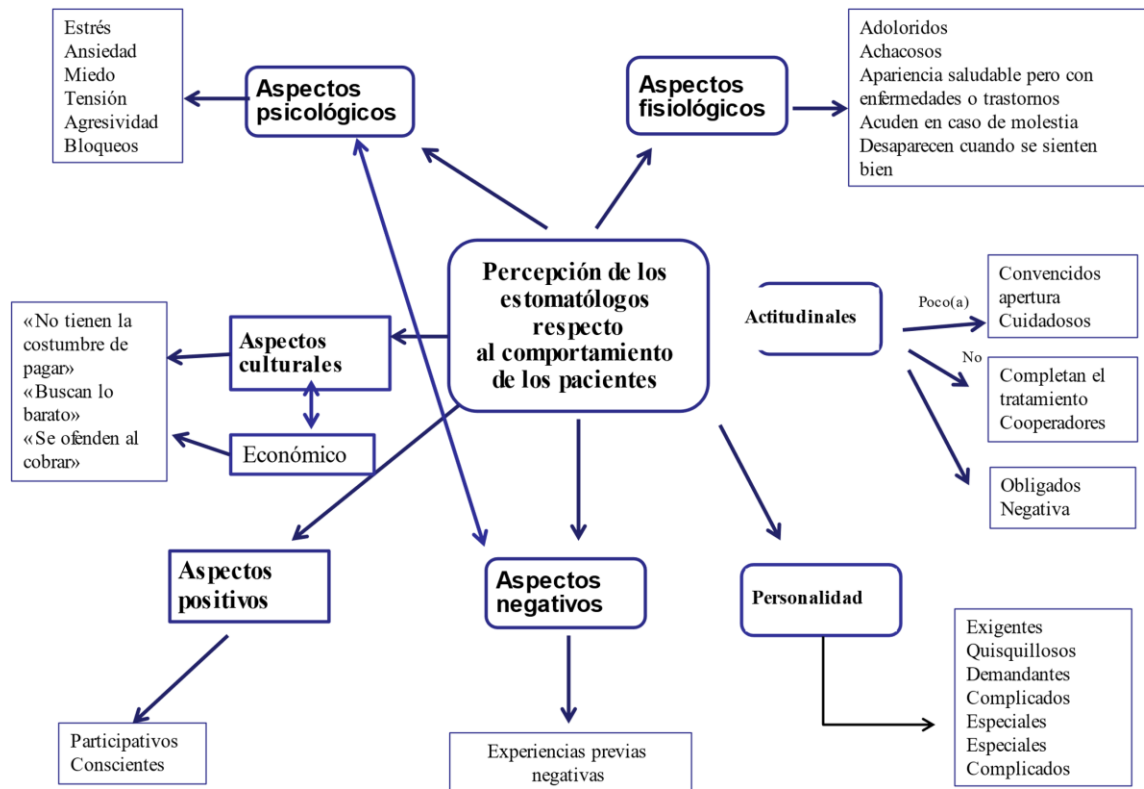 Estrés
Ansiedad
Miedo
Tensión
Agresividad
Bloqueos
Aspectos
psicológicos
Aspectos
fisiológicos
Adoloridos
Achacosos
Apariencia saludable pero con
enfermedades o trastornos
Acuden en caso de molestia
Desaparecen cuando se sienten
bien
Percepción de los
estomatólogos
respecto
al comportamiento
de los pacientes
Actitudinales
Poco(a)
Convencidos
apertura
Cuidadosos
No
Completan el
tratamiento
Cooperadores
Obligados
Negativa
«No tienen la
costumbre de
pagar»
«Buscan lo
barato»
«Se ofenden al
cobrar»
Aspectos
culturales
Económico
Aspectos
positivos
Aspectos
negativos
Personalidad
Participativos
Conscientes
Experiencias previas
negativas
Exigentes
Quisquillosos
Demandantes
Complicados
Especiales
Especiales
Complicados